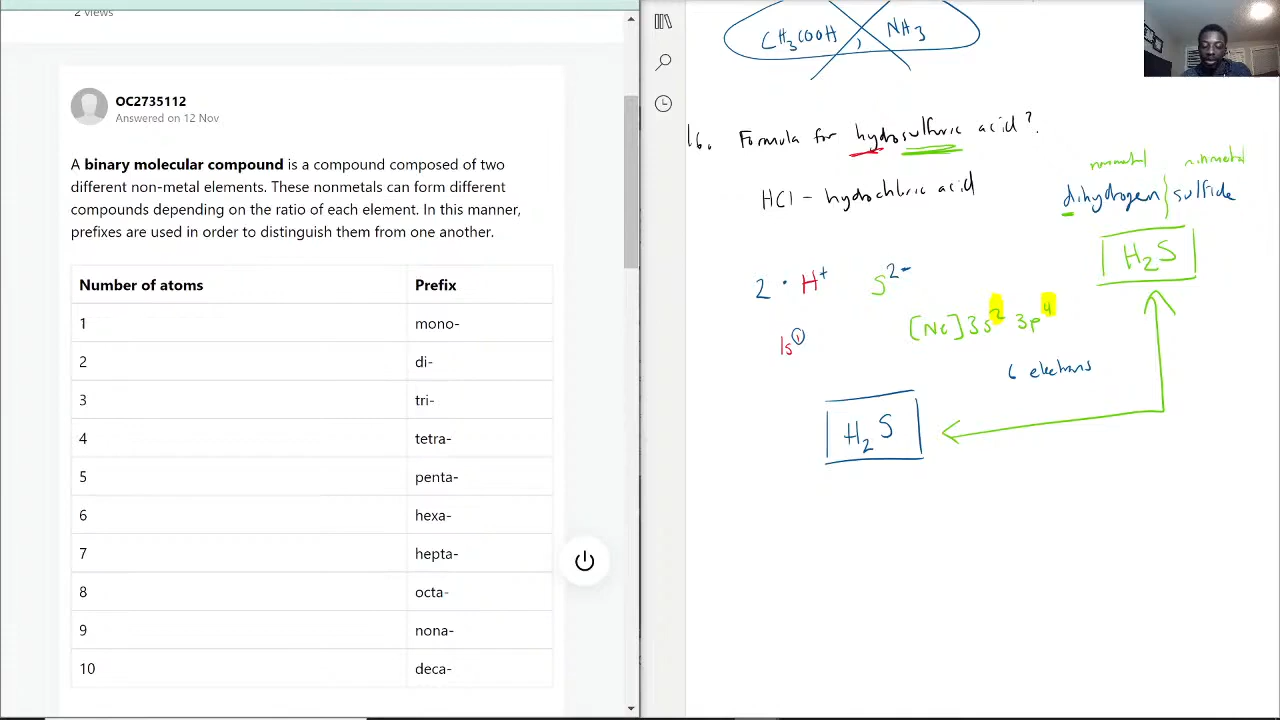 2 views
OC2735112
Answered on 12 Nov
A binary molecular compound is a compound composed of two
different non-metal elements. These nonmetals can form different
compounds depending on the ratio of each element. In this manner,
prefixes are used in order to distinguish them from one another.
Number of atoms Prefix
1 mono-
2 di-
3 tri-
4 tetra-
5 penta-
6 hexa-
7 hepta-
8 octa-
9 nona-
10 deca-
CH₃COOH , NH₃
16. Formula for hydrosulfuric acid?
HCl – hydrochloric acid
nonmetal nonmetal
dihydrogen sulfide
H₂S
2 · H⁺ S²⁻
[Ne]3s² 3p⁴
1s¹
6 electrons
H₂S